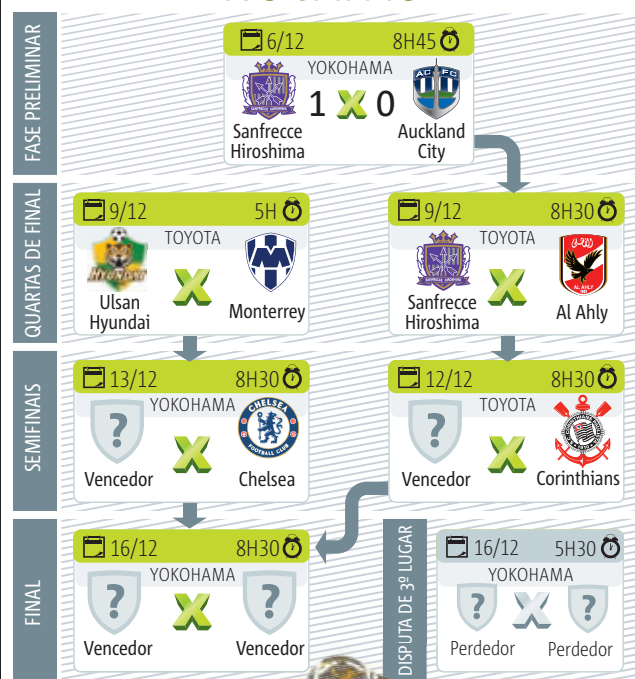 FASE PRELIMINAR
6/12 8H45
YOKOHAMA
1 X 0
Sanfrecce Hiroshima
Auckland City
QUARTAS DE FINAL
9/12 5H
TOYOTA
X
Ulsan Hyundai
Monterrey
9/12 8H30
TOYOTA
X
Sanfrecce Hiroshima
Al Ahly
SEMIFINAIS
13/12 8H30
YOKOHAMA
? X
CHELSEA
FOOTBALL CLUB
Vencedor
Chelsea
12/12 8H30
TOYOTA
? X
Vencedor
Corinthians
FINAL
16/12 8H30
YOKOHAMA
? X ?
Vencedor
Vencedor
DISPUTA DE 3º LUGAR
16/12 5H30
YOKOHAMA
? X ?
Perdedor
Perdedor